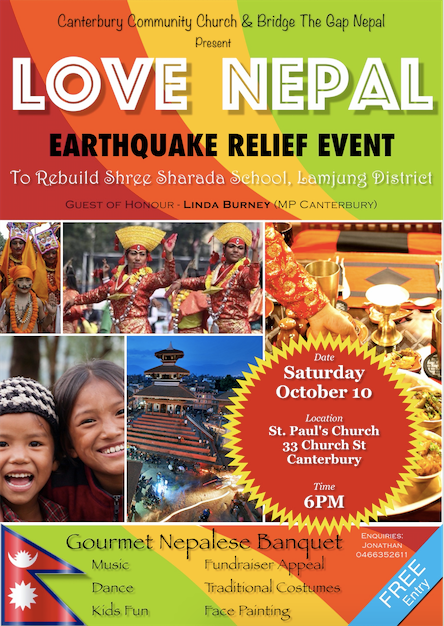 Canterbury Community Church & Bridge The Gap Nepal
Present
LOVE NEPAL
EARTHQUAKE RELIEF EVENT
To Rebuild Shree Sharada School, Lamjung District
GUEST OF HONOUR - LINDA BURNEY (MP CANTERBURY)
Date
Saturday
October 10
Location
St. Paul's Church
33 Church St
Canterbury
Time
6PM
Gourmet Nepalese Banquet
Music
Fundraiser Appeal
Dance
Traditional Costumes
Kids Fun
Face Painting
ENQUIRIES:
JONATHAN
0466352611
FREE
Entry